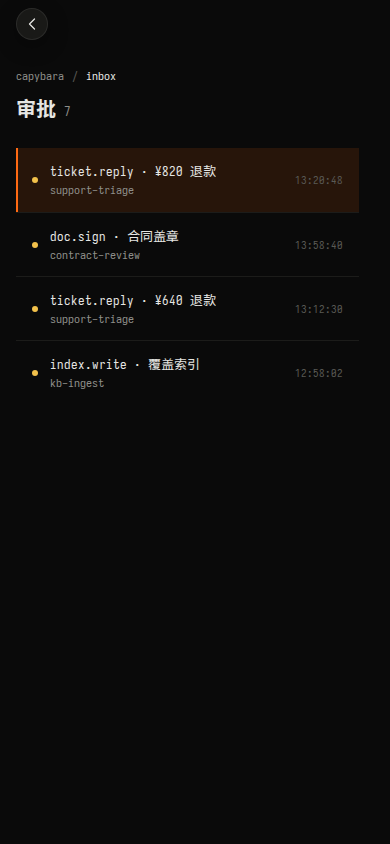 capybara / inbox
审批 7
ticket.reply · ¥820 退款
support-triage
13:20:48
doc.sign · 合同盖章
contract-review
13:58:40
ticket.reply · ¥640 退款
support-triage
13:12:30
index.write · 覆盖索引
kb-ingest
12:58:02